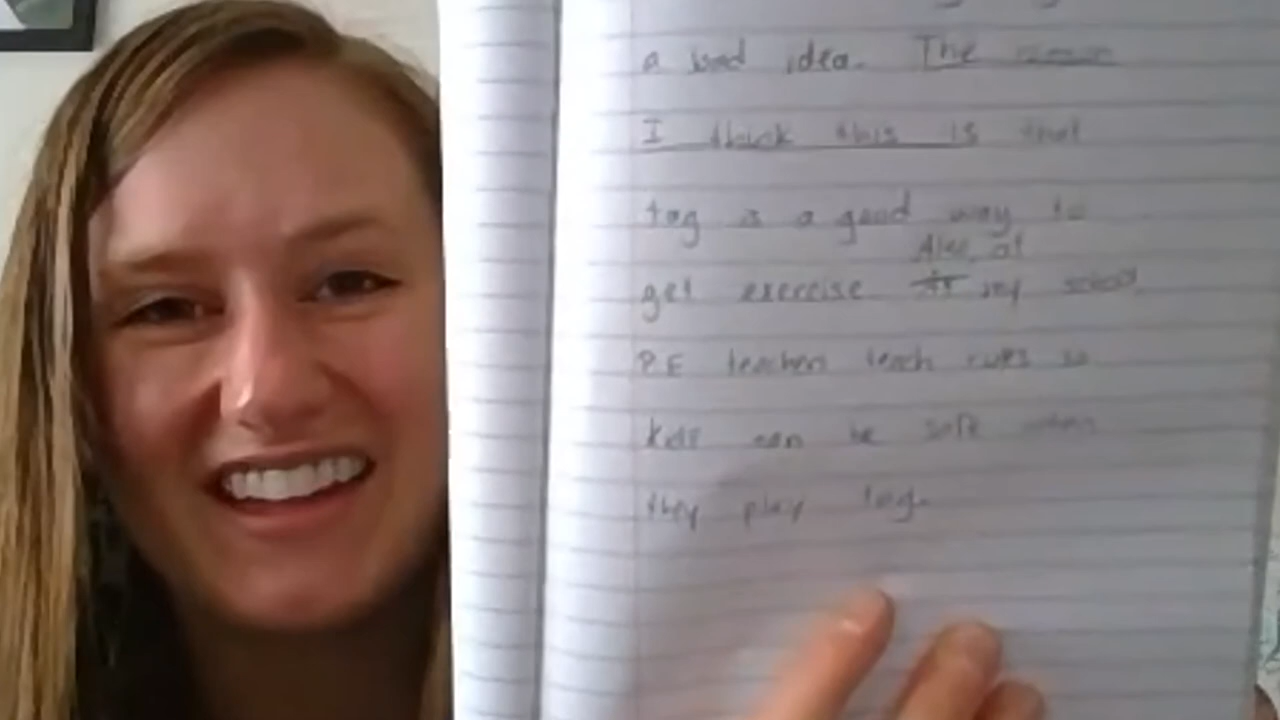 a bad idea. The reason
I think this is that
tag is a good way to
Also, at
get exercise At my school
PE teachers teach rules so
kids can be safe when
they play tag.